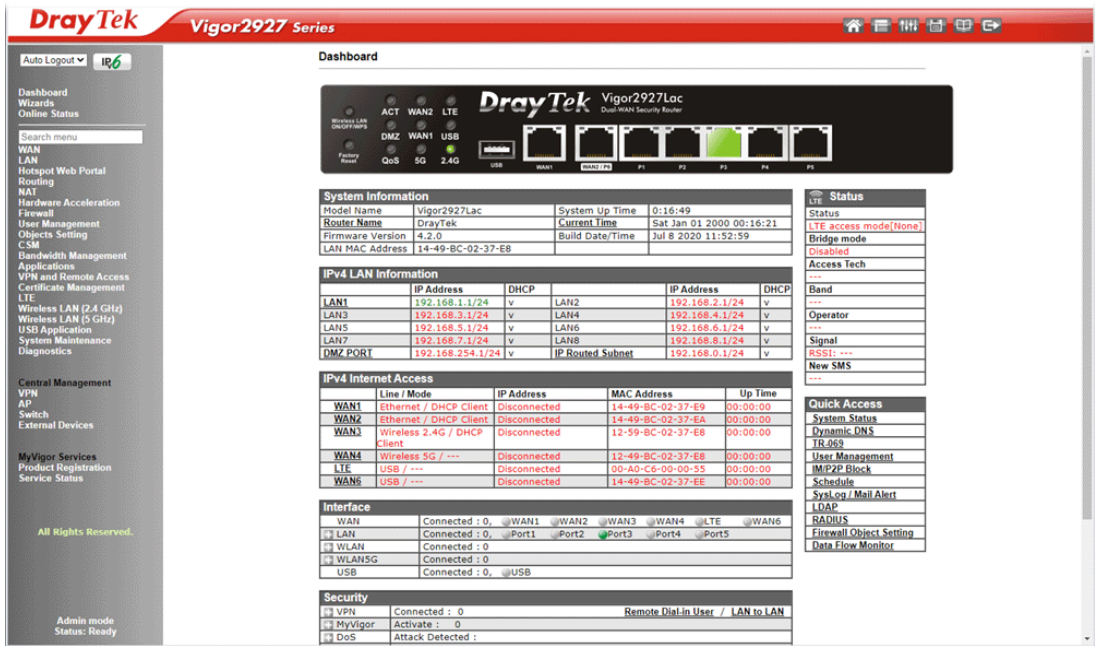 DrayTek Vigor2927 Series
Auto Logout IPv6
Dashboard
Wizards
Online Status
Search menu
WAN
LAN
Hotspot Web Portal
Routing
NAT
Hardware Acceleration
Firewall
User Management
Objects Setting
CSM
Bandwidth Management
Applications
VPN and Remote Access
Certificate Management
LTE
Wireless LAN (2.4 GHz)
Wireless LAN (5 GHz)
USB Application
System Maintenance
Diagnostics
Central Management
VPN
AP
Switch
External Devices
MyVigor Services
Product Registration
Service Status
All Rights Reserved.
Admin mode
Status: Ready
Dashboard
DrayTek Vigor2927Lac
Dual-WAN Security Router
Wireless LAN
ON/OFF/WPS
ACT WAN2 LTE
DMZ WAN1 USB
Factory
Reset
QoS 5G 2.4G
USB WAN1 WAN2 / P6 P1 P2 P3 P4 P5
System Information
Model Name Vigor2927Lac System Up Time 0:16:49
Router Name DrayTek Current Time Sat Jan 01 2000 00:16:21
Firmware Version 4.2.0 Build Date/Time Jul 8 2020 11:52:59
LAN MAC Address 14-49-BC-02-37-E8
IPv4 LAN Information
IP Address DHCP IP Address DHCP
LAN1 192.168.1.1/24 v LAN2 192.168.2.1/24 v
LAN3 192.168.3.1/24 v LAN4 192.168.4.1/24 v
LAN5 192.168.5.1/24 v LAN6 192.168.6.1/24 v
LAN7 192.168.7.1/24 v LAN8 192.168.8.1/24 v
DMZ PORT 192.168.254.1/24 v IP Routed Subnet 192.168.0.1/24 v
IPv4 Internet Access
Line / Mode IP Address MAC Address Up Time
WAN1 Ethernet / DHCP Client Disconnected 14-49-BC-02-37-E9 00:00:00
WAN2 Ethernet / DHCP Client Disconnected 14-49-BC-02-37-EA 00:00:00
WAN3 Wireless 2.4G / DHCP Client Disconnected 12-59-BC-02-37-E8 00:00:00
WAN4 Wireless 5G / --- Disconnected 12-49-BC-02-37-E8 00:00:00
LTE USB / --- Disconnected 00-A0-C6-00-00-55 00:00:00
WAN6 USB / --- Disconnected 14-49-BC-02-37-EE 00:00:00
Interface
WAN Connected : 0, WAN1 WAN2 WAN3 WAN4 LTE WAN6
LAN Connected : 0, Port1 Port2 Port3 Port4 Port5
WLAN Connected : 0
WLAN5G Connected : 0
USB Connected : 0, USB
Security
VPN Connected : 0 Remote Dial-in User / LAN to LAN
MyVigor Activate : 0
DoS Attack Detected :
LTE Status
Status
LTE access mode[None]
Bridge mode
Disabled
Access Tech
---
Band
---
Operator
---
Signal
RSSI: ---
New SMS
---
Quick Access
System Status
Dynamic DNS
TR-069
User Management
IM/P2P Block
Schedule
SysLog / Mail Alert
LDAP
RADIUS
Firewall Object Setting
Data Flow Monitor